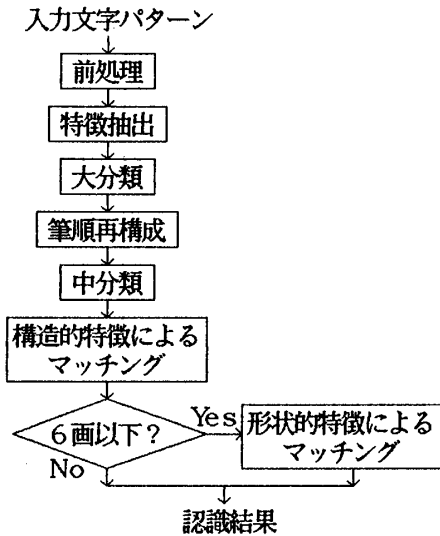 入力文字パターン
前処理
特徴抽出
大分類
筆順再構成
中分類
構造的特徴による
マッチング
6画以下?
Yes
形状的特徴による
マッチング
No
認識結果